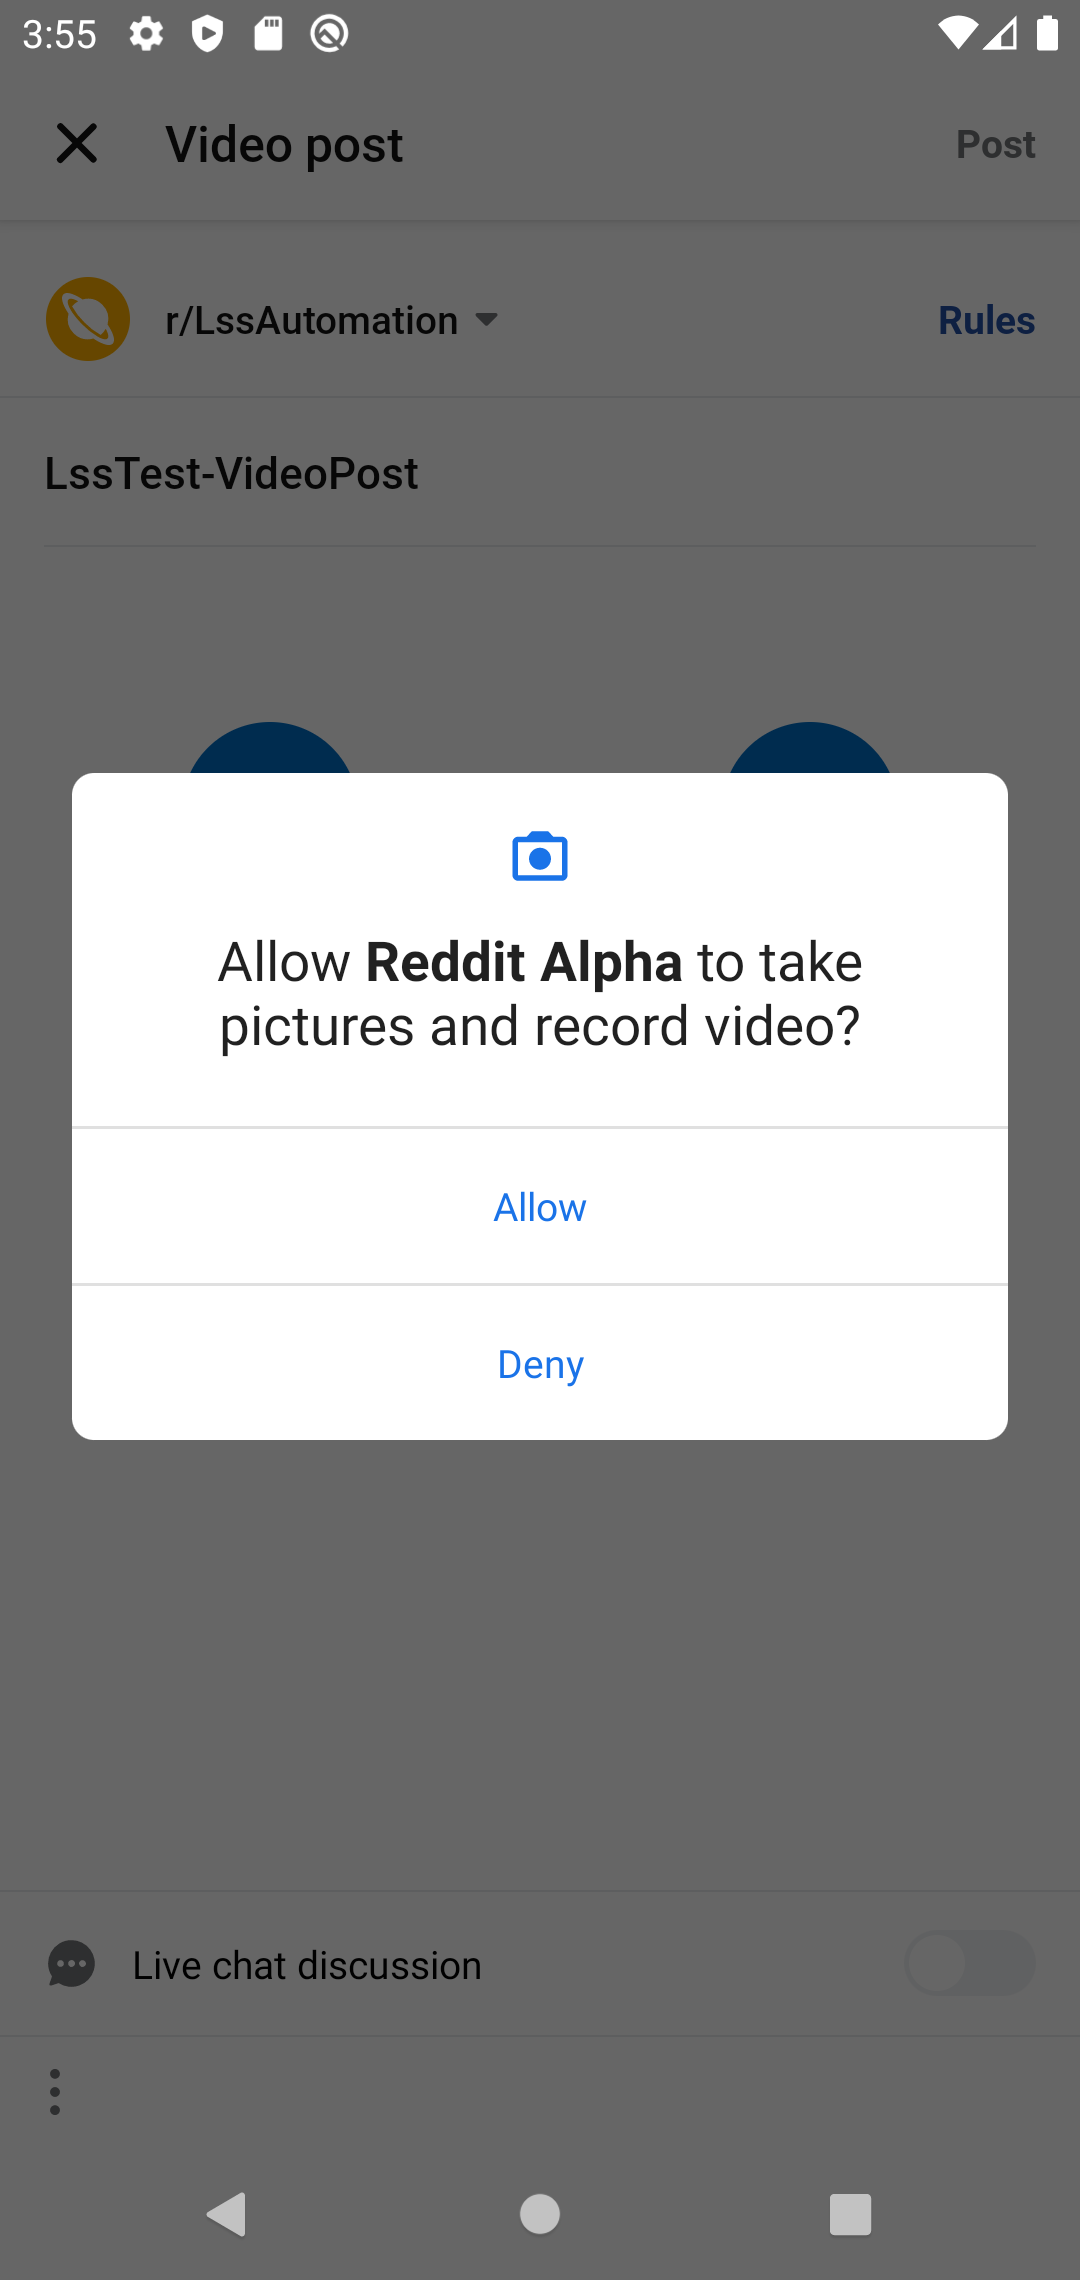 3:55
Video post
Post
r/LssAutomation
Rules
LssTest-VideoPost
Allow Reddit Alpha to take
pictures and record video?
Allow
Deny
Live chat discussion